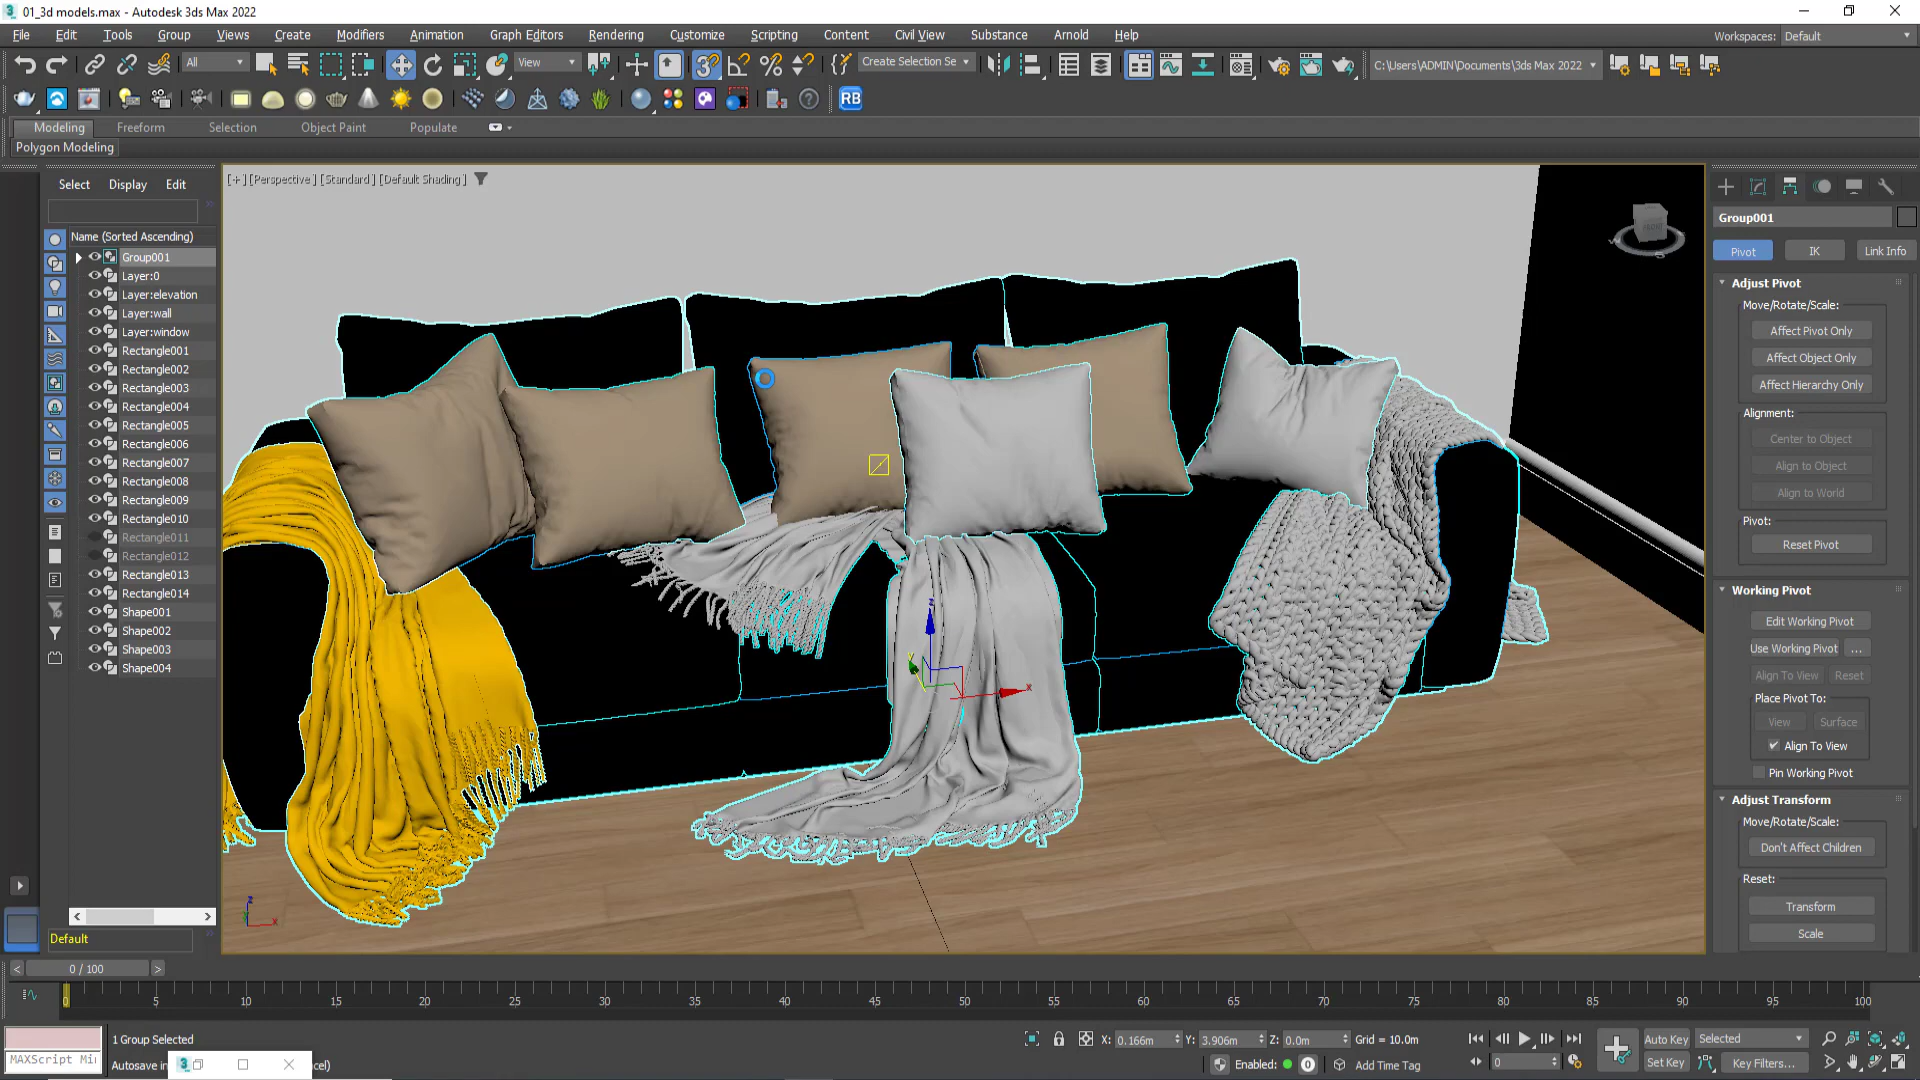 01_3d models.max - Autodesk 3ds Max 2022
File Edit Tools Group Views Create Modifiers Animation Graph Editors Rendering Customize Scripting Content Civil View Substance Arnold Help
Workspaces: Default
All View Create Selection Se C:\Users\ADMIN\Documents\3ds Max 2022
RB
Modeling Freeform Selection Object Paint Populate
Polygon Modeling
Select Display Edit
Name (Sorted Ascending)
Group001
Layer:0
Layer:elevation
Layer:wall
Layer:window
Rectangle001
Rectangle002
Rectangle003
Rectangle004
Rectangle005
Rectangle006
Rectangle007
Rectangle008
Rectangle009
Rectangle010
Rectangle011
Rectangle012
Rectangle013
Rectangle014
Shape001
Shape002
Shape003
Shape004
Default
[+] [Perspective] [Standard] [Default Shading]
FRONT
z
x
y
z
x
Group001
Pivot IK Link Info
Adjust Pivot
Move/Rotate/Scale:
Affect Pivot Only
Affect Object Only
Affect Hierarchy Only
Alignment:
Center to Object
Align to Object
Align to World
Pivot:
Reset Pivot
Working Pivot
Edit Working Pivot
Use Working Pivot ...
Align To View Reset
Place Pivot To:
View Surface
Align To View
Pin Working Pivot
Adjust Transform
Move/Rotate/Scale:
Don't Affect Children
Reset:
Transform
Scale
< 0 / 100 >
0 5 10 15 20 25 30 35 40 45 50 55 60 65 70 75 80 85 90 95 100
1 Group Selected
X: 0.166m Y: 3.906m Z: 0.0m Grid = 10.0m
Auto Key Selected
MAXScript Mi
Autosave in
Enabled: 0 Add Time Tag
0
Set Key Key Filters...